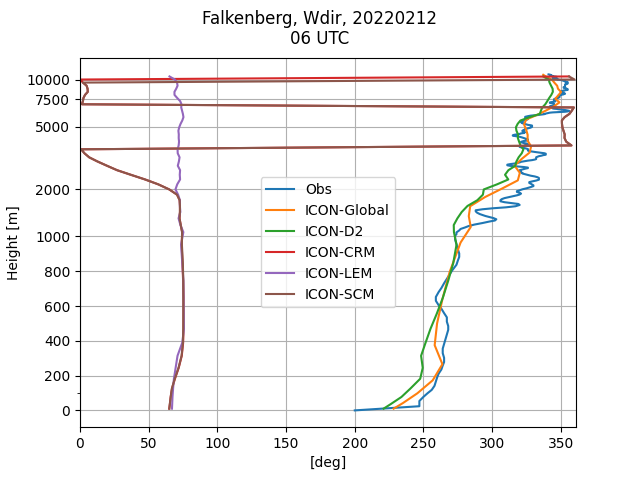 Falkenberg, Wdir, 20220212
06 UTC
Height [m]
10000
7500
5000
2000
1000
800
600
400
200
0
Obs
ICON-Global
ICON-D2
ICON-CRM
ICON-LEM
ICON-SCM
0 50 100 150 200 250 300 350
[deg]